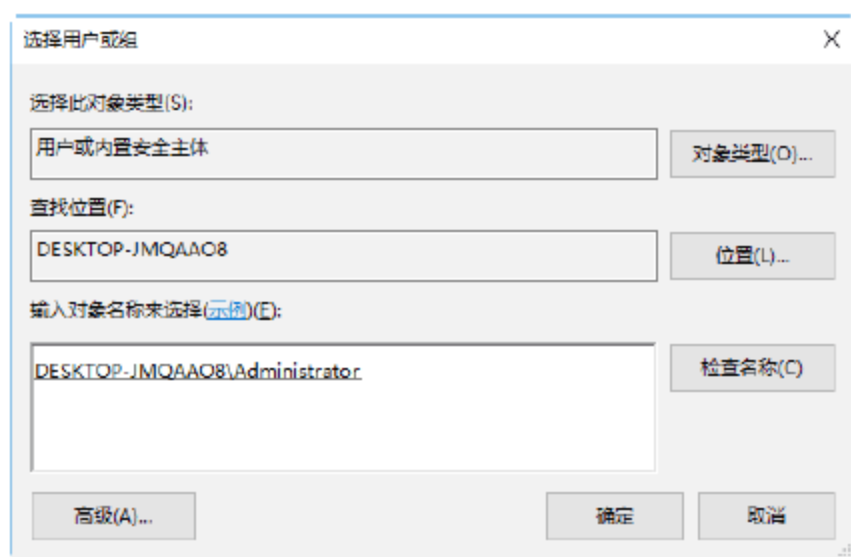 选择用户或组
选择此对象类型(S):
用户或内置安全主体
对象类型(O)...
查找位置(F):
DESKTOP-JMQAAO8
位置(L)...
输入对象名称来选择(示例)(E):
DESKTOP-JMQAAO8\Administrator
检查名称(C)
高级(A)...
确定
取消